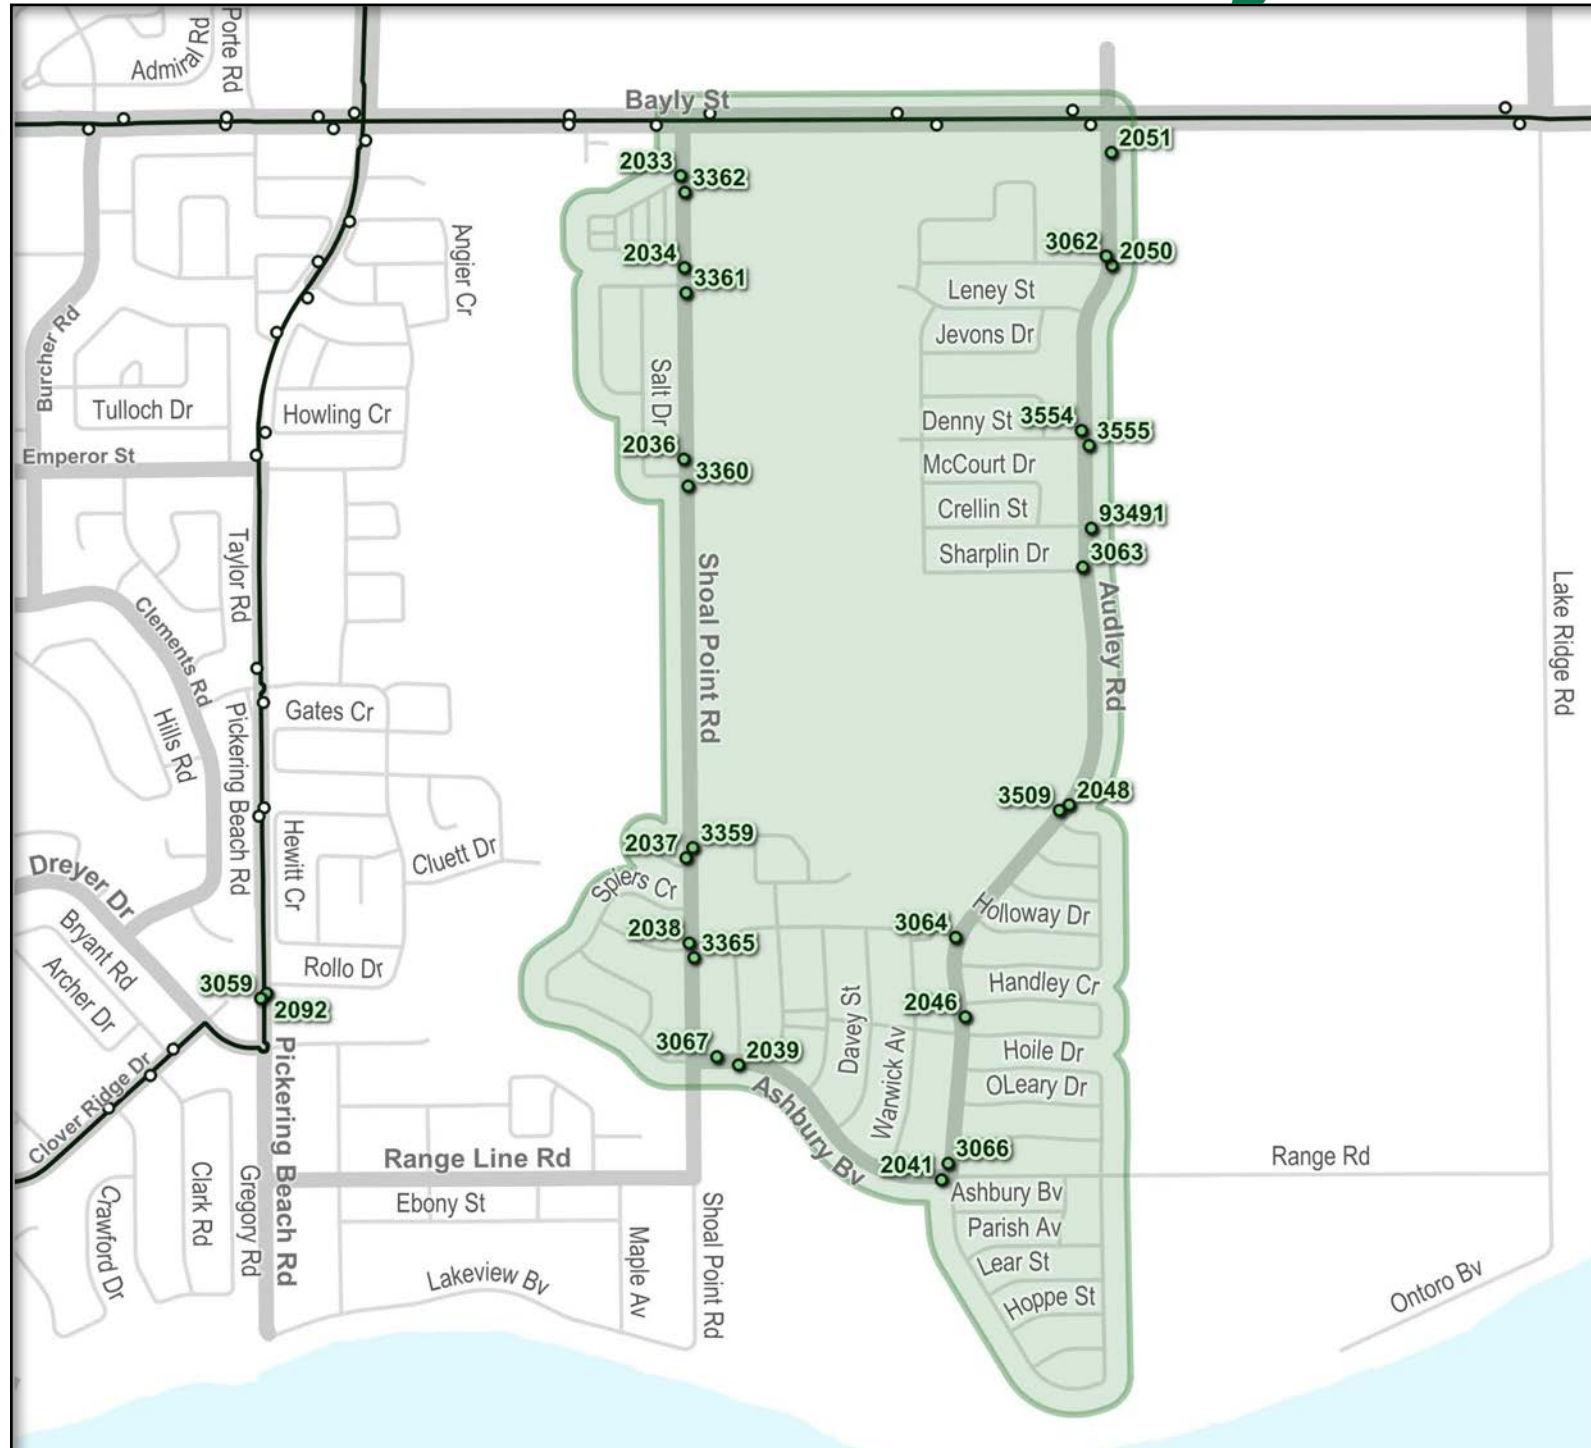 Admiral Rd
Porte Rd
Bayly St
2051
2033
3362
3062
2050
2034
3361
Angier Cr
Leney St
Jevons Dr
Burcher Rd
Salt Dr
Tulloch Dr
Howling Cr
Denny St
3554
3555
Emperor St
2036
3360
McCourt Dr
Crellin St
93491
Sharplin Dr
3063
Taylor Rd
Shoal Point Rd
Audley Rd
Lake Ridge Rd
Clements Rd
Hills Rd
Pickering Beach Rd
Gates Cr
3509
2048
Hewitt Cr
Cluett Dr
2037
3359
Dreyer Dr
Spiers Cr
Bryant Rd
Archer Dr
2038
3365
3064
Holloway Dr
Rollo Dr
3059
2092
Handley Cr
2046
Davey St
Warwick Av
3067
2039
Hoile Dr
OLeary Dr
Clover Ridge Dr
Pickering Beach Rd
Ashbury Bv
Range Line Rd
3066
2041
Range Rd
Ashbury Bv
Crawford Dr
Clark Rd
Gregory Rd
Ebony St
Parish Av
Maple Av
Shoal Point Rd
Lear St
Lakeview Bv
Hoppe St
Ontoro Bv